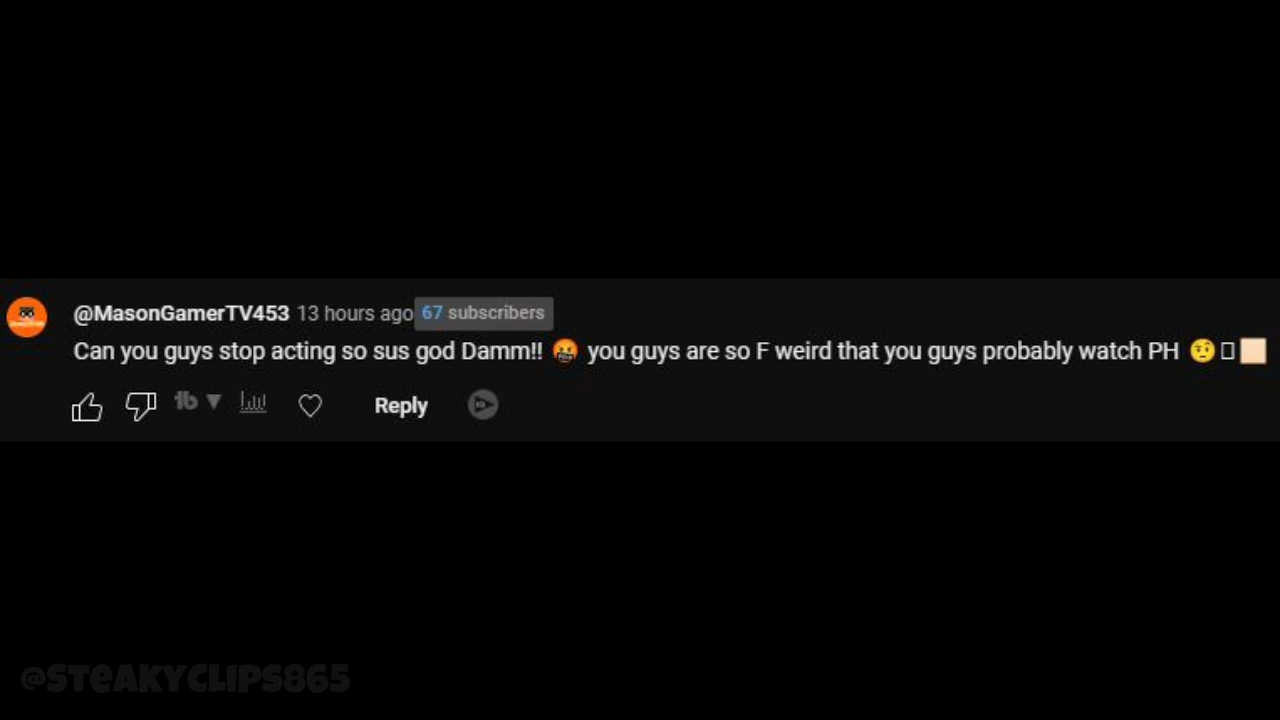 @MasonGamerTV453 13 hours ago 67 subscribers
Can you guys stop acting so sus god Damm!! 🤬 you guys are so F weird that you guys probably watch PH 🤨▯🏻
Reply
@STEAKYCLIPS865